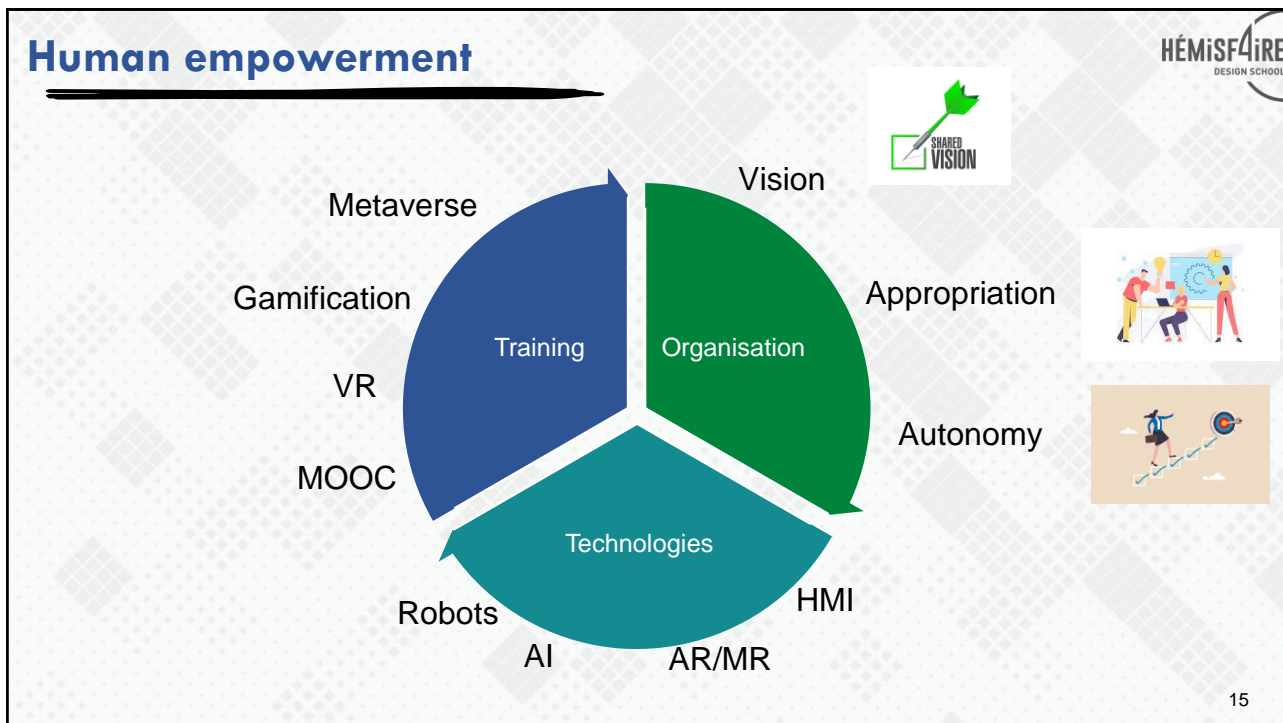 Human empowerment
HÉMiSF4iRE
DESIGN SCHOOL
SHARED
VISION
Vision
Metaverse
Gamification
Appropriation
Training
Organisation
VR
Autonomy
MOOC
Technologies
HMI
Robots
AI
AR/MR
15